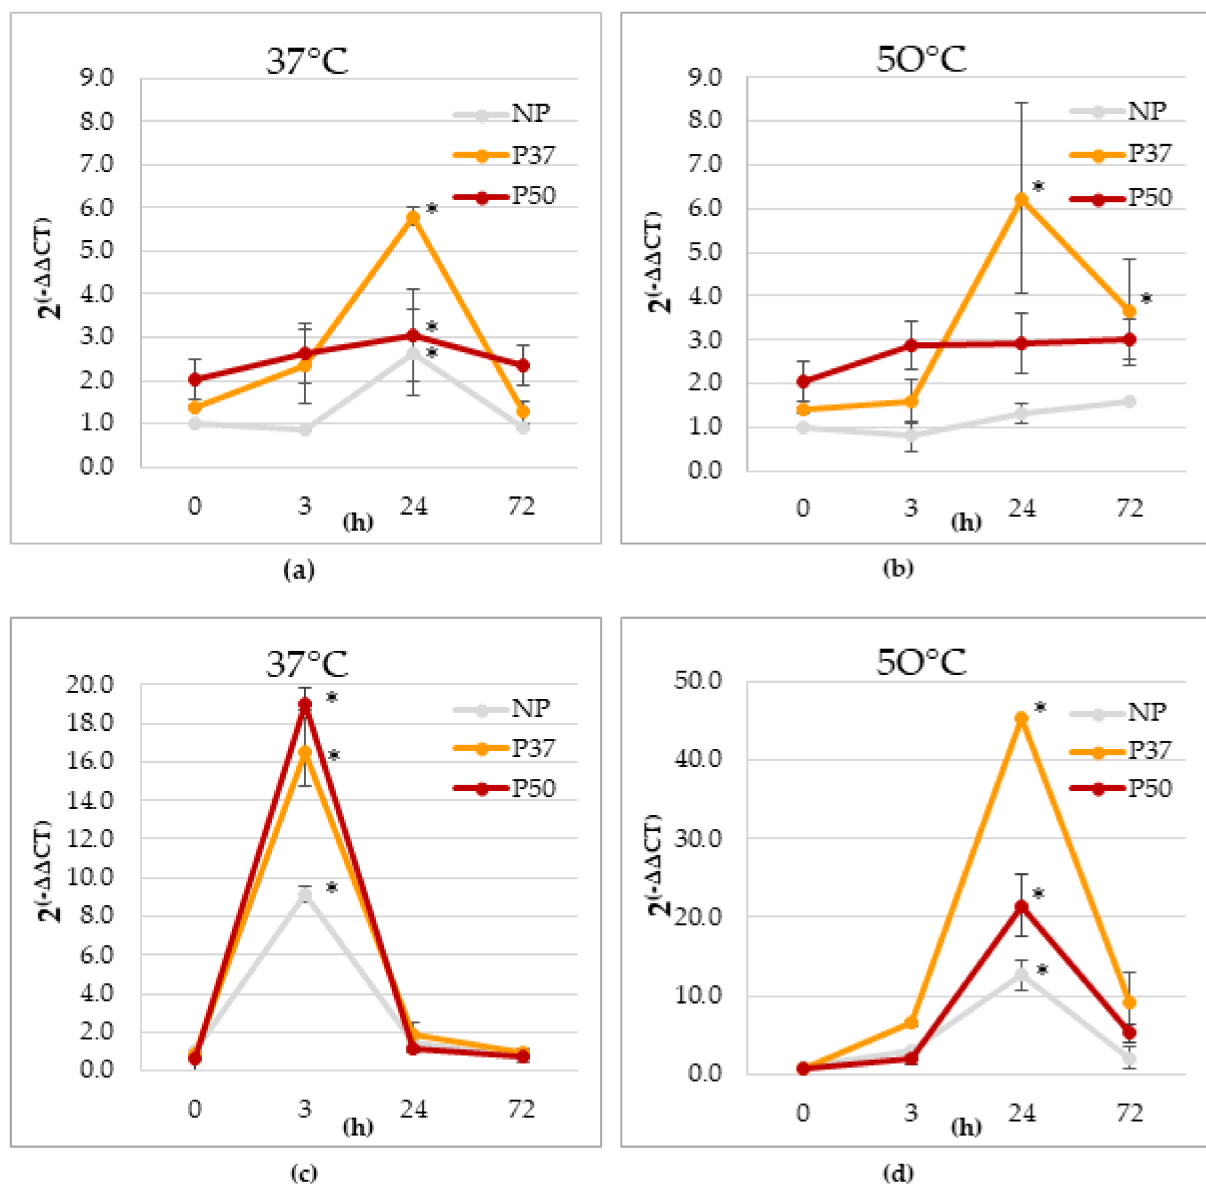 37°C
9.0
8.0
7.0
6.0
5.0
4.0
3.0
2.0
1.0
0.0
2(-ΔΔCT)
NP
P37
P50
*
*
*
0 3 24 72
(h)
(a)
5O°C
9.0
8.0
7.0
6.0
5.0
4.0
3.0
2.0
1.0
0.0
2(-ΔΔCT)
NP
P37
P50
*
*
0 3 24 72
(h)
(b)
37°C
20.0
18.0
16.0
14.0
12.0
10.0
8.0
6.0
4.0
2.0
0.0
2(-ΔΔCT)
NP
P37
P50
*
*
*
0 3 24 72
(h)
(c)
5O°C
50.0
40.0
30.0
20.0
10.0
0.0
2(-ΔΔCT)
NP
P37
P50
*
*
*
0 3 24 72
(h)
(d)